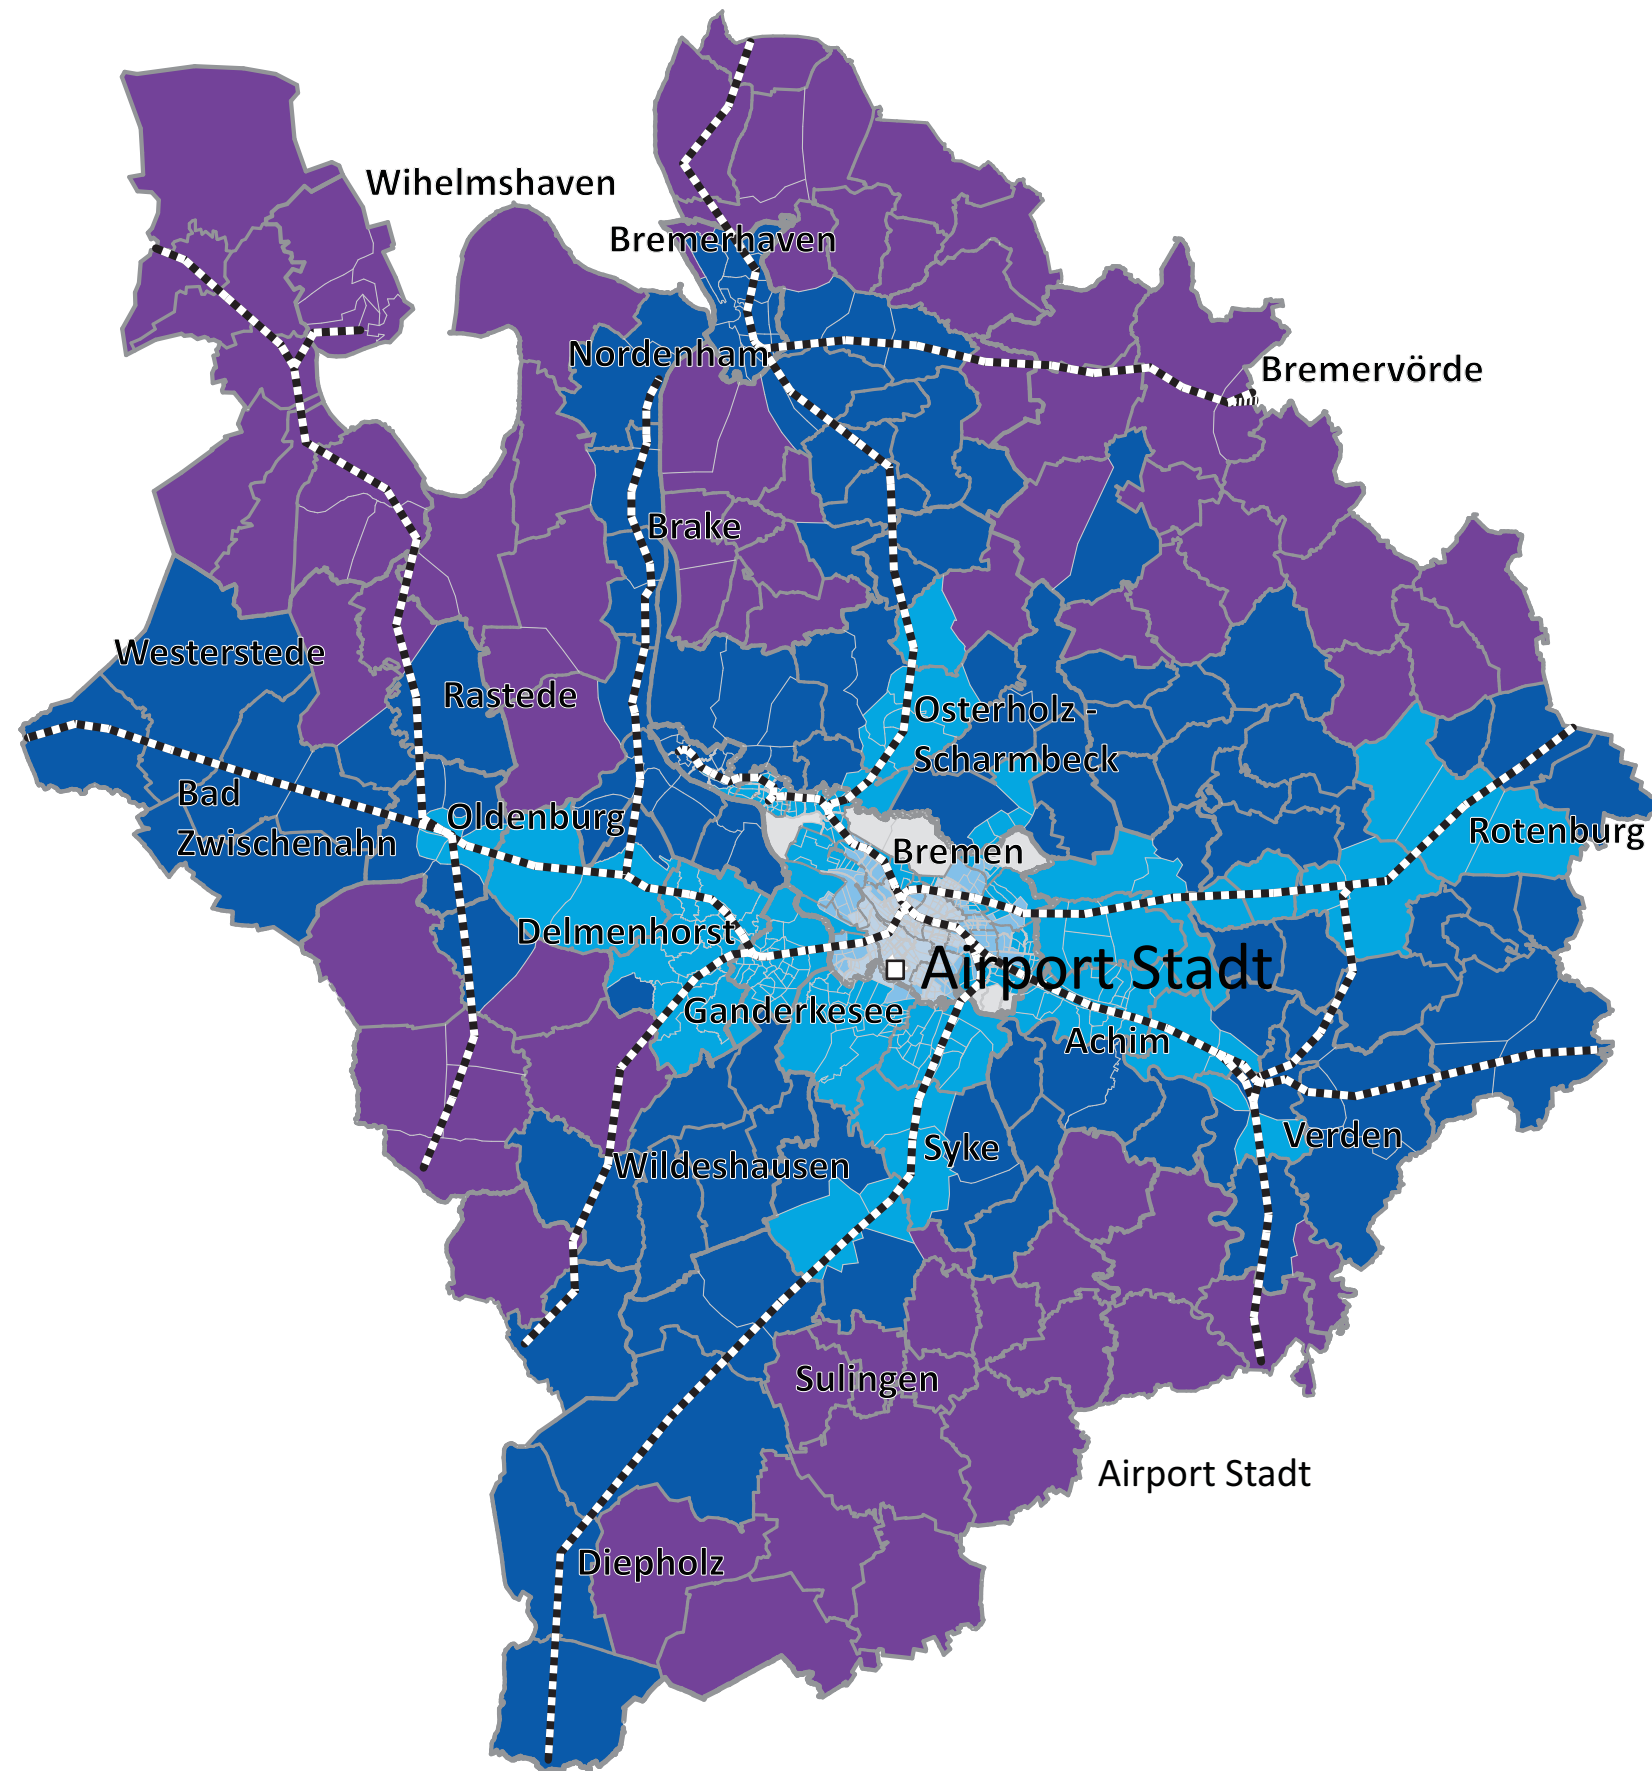 Wihelmshaven
Bremerhaven
Nordenham
Bremervörde
Brake
Westerstede
Rastede
Osterholz -
Scharmbeck
Bad
Zwischenahn
Oldenburg
Rotenburg
Bremen
Delmenhorst
Airport Stadt
Ganderkesee
Achim
Verden
Syke
Wildeshausen
Sulingen
Airport Stadt
Diepholz